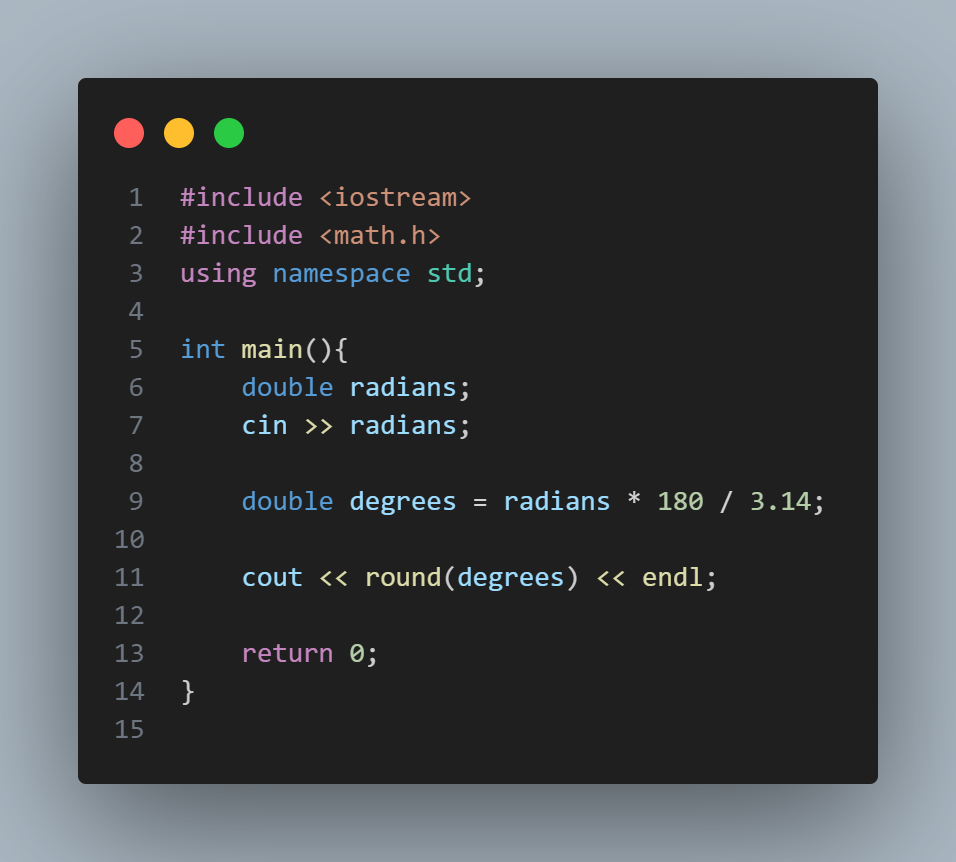 1 #include <iostream>
2 #include <math.h>
3 using namespace std;
4
5 int main(){
6     double radians;
7     cin >> radians;
8
9     double degrees = radians * 180 / 3.14;
10
11     cout << round(degrees) << endl;
12
13     return 0;
14 }
15